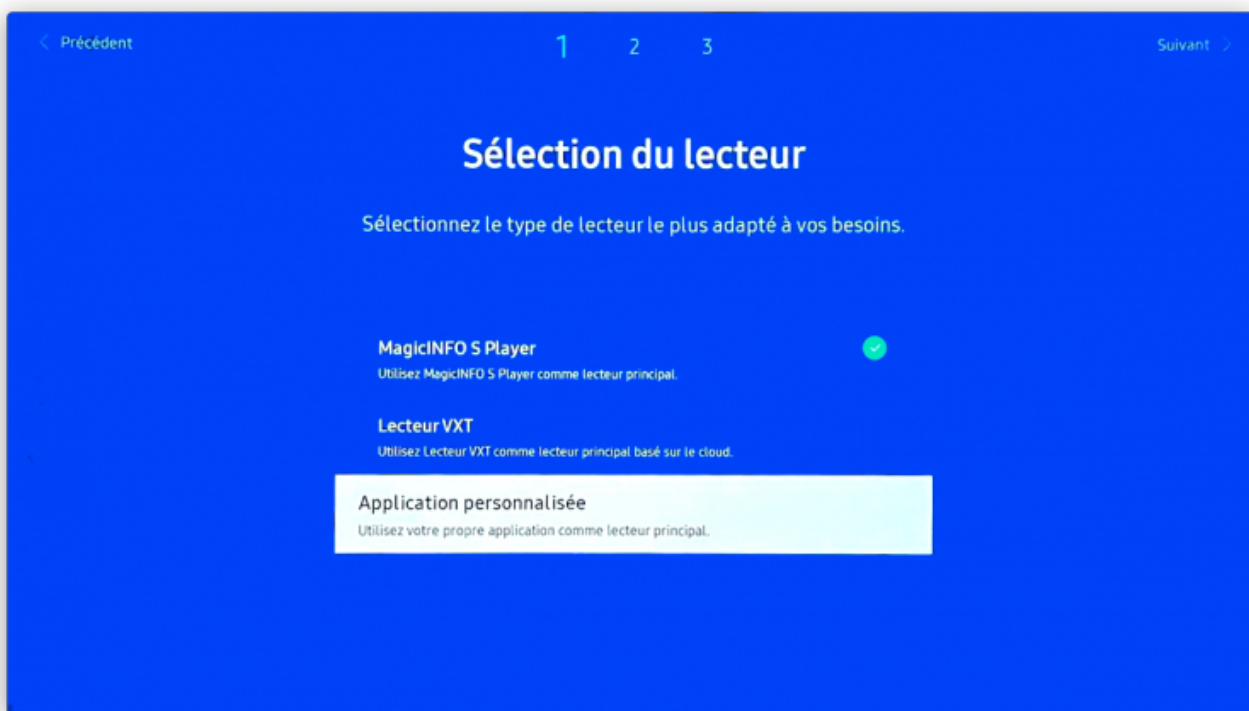 Précédent
1 2 3
Suivant
Sélection du lecteur
Sélectionnez le type de lecteur le plus adapté à vos besoins.
MagicINFO S Player
Utilisez MagicINFO S Player comme lecteur principal.
Lecteur VXT
Utilisez Lecteur VXT comme lecteur principal basé sur le cloud.
Application personnalisée
Utilisez votre propre application comme lecteur principal.